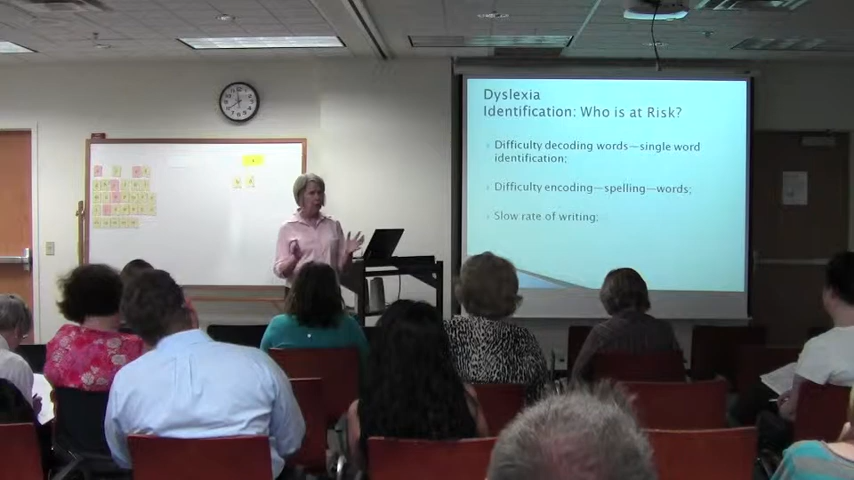 Dyslexia
Identification: Who is at Risk?
Difficulty decoding words—single word
identification;
Difficulty encoding—spelling—words;
Slow rate of writing;